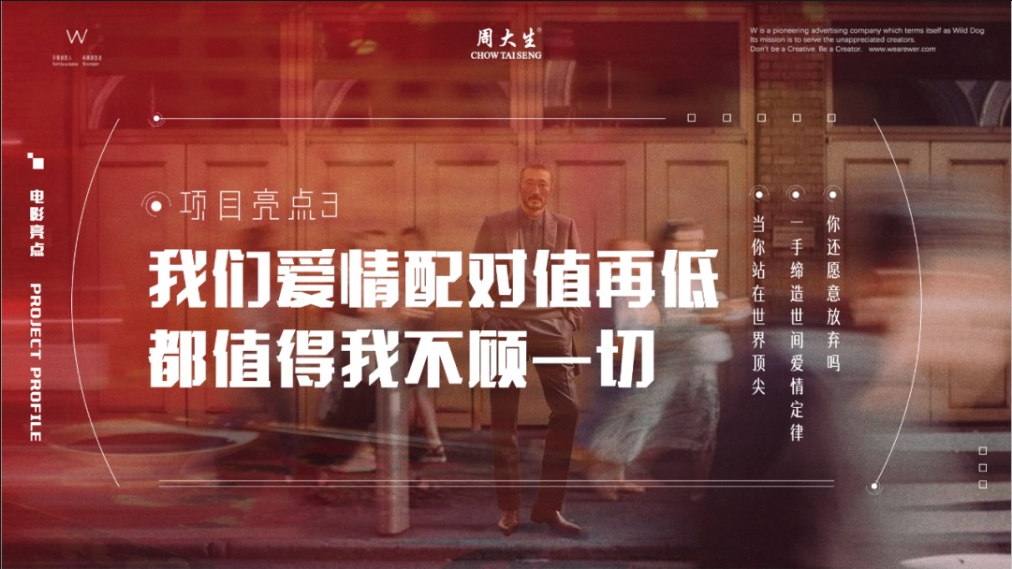 W
周大生
CHOW TAI SENG
W is a pioneering advertising company which terms itself as Wild Dog
Its mission is to serve the unappreciated creators.
Don't be a Creative. Be a Creator. www.wearewer.com
电影亮点 PROJECT PROFILE
项目亮点3
我们爱情配对值再低
都值得我不顾一切
当你站在世界顶尖
一手缔造世间爱情定律
你还愿意放弃吗